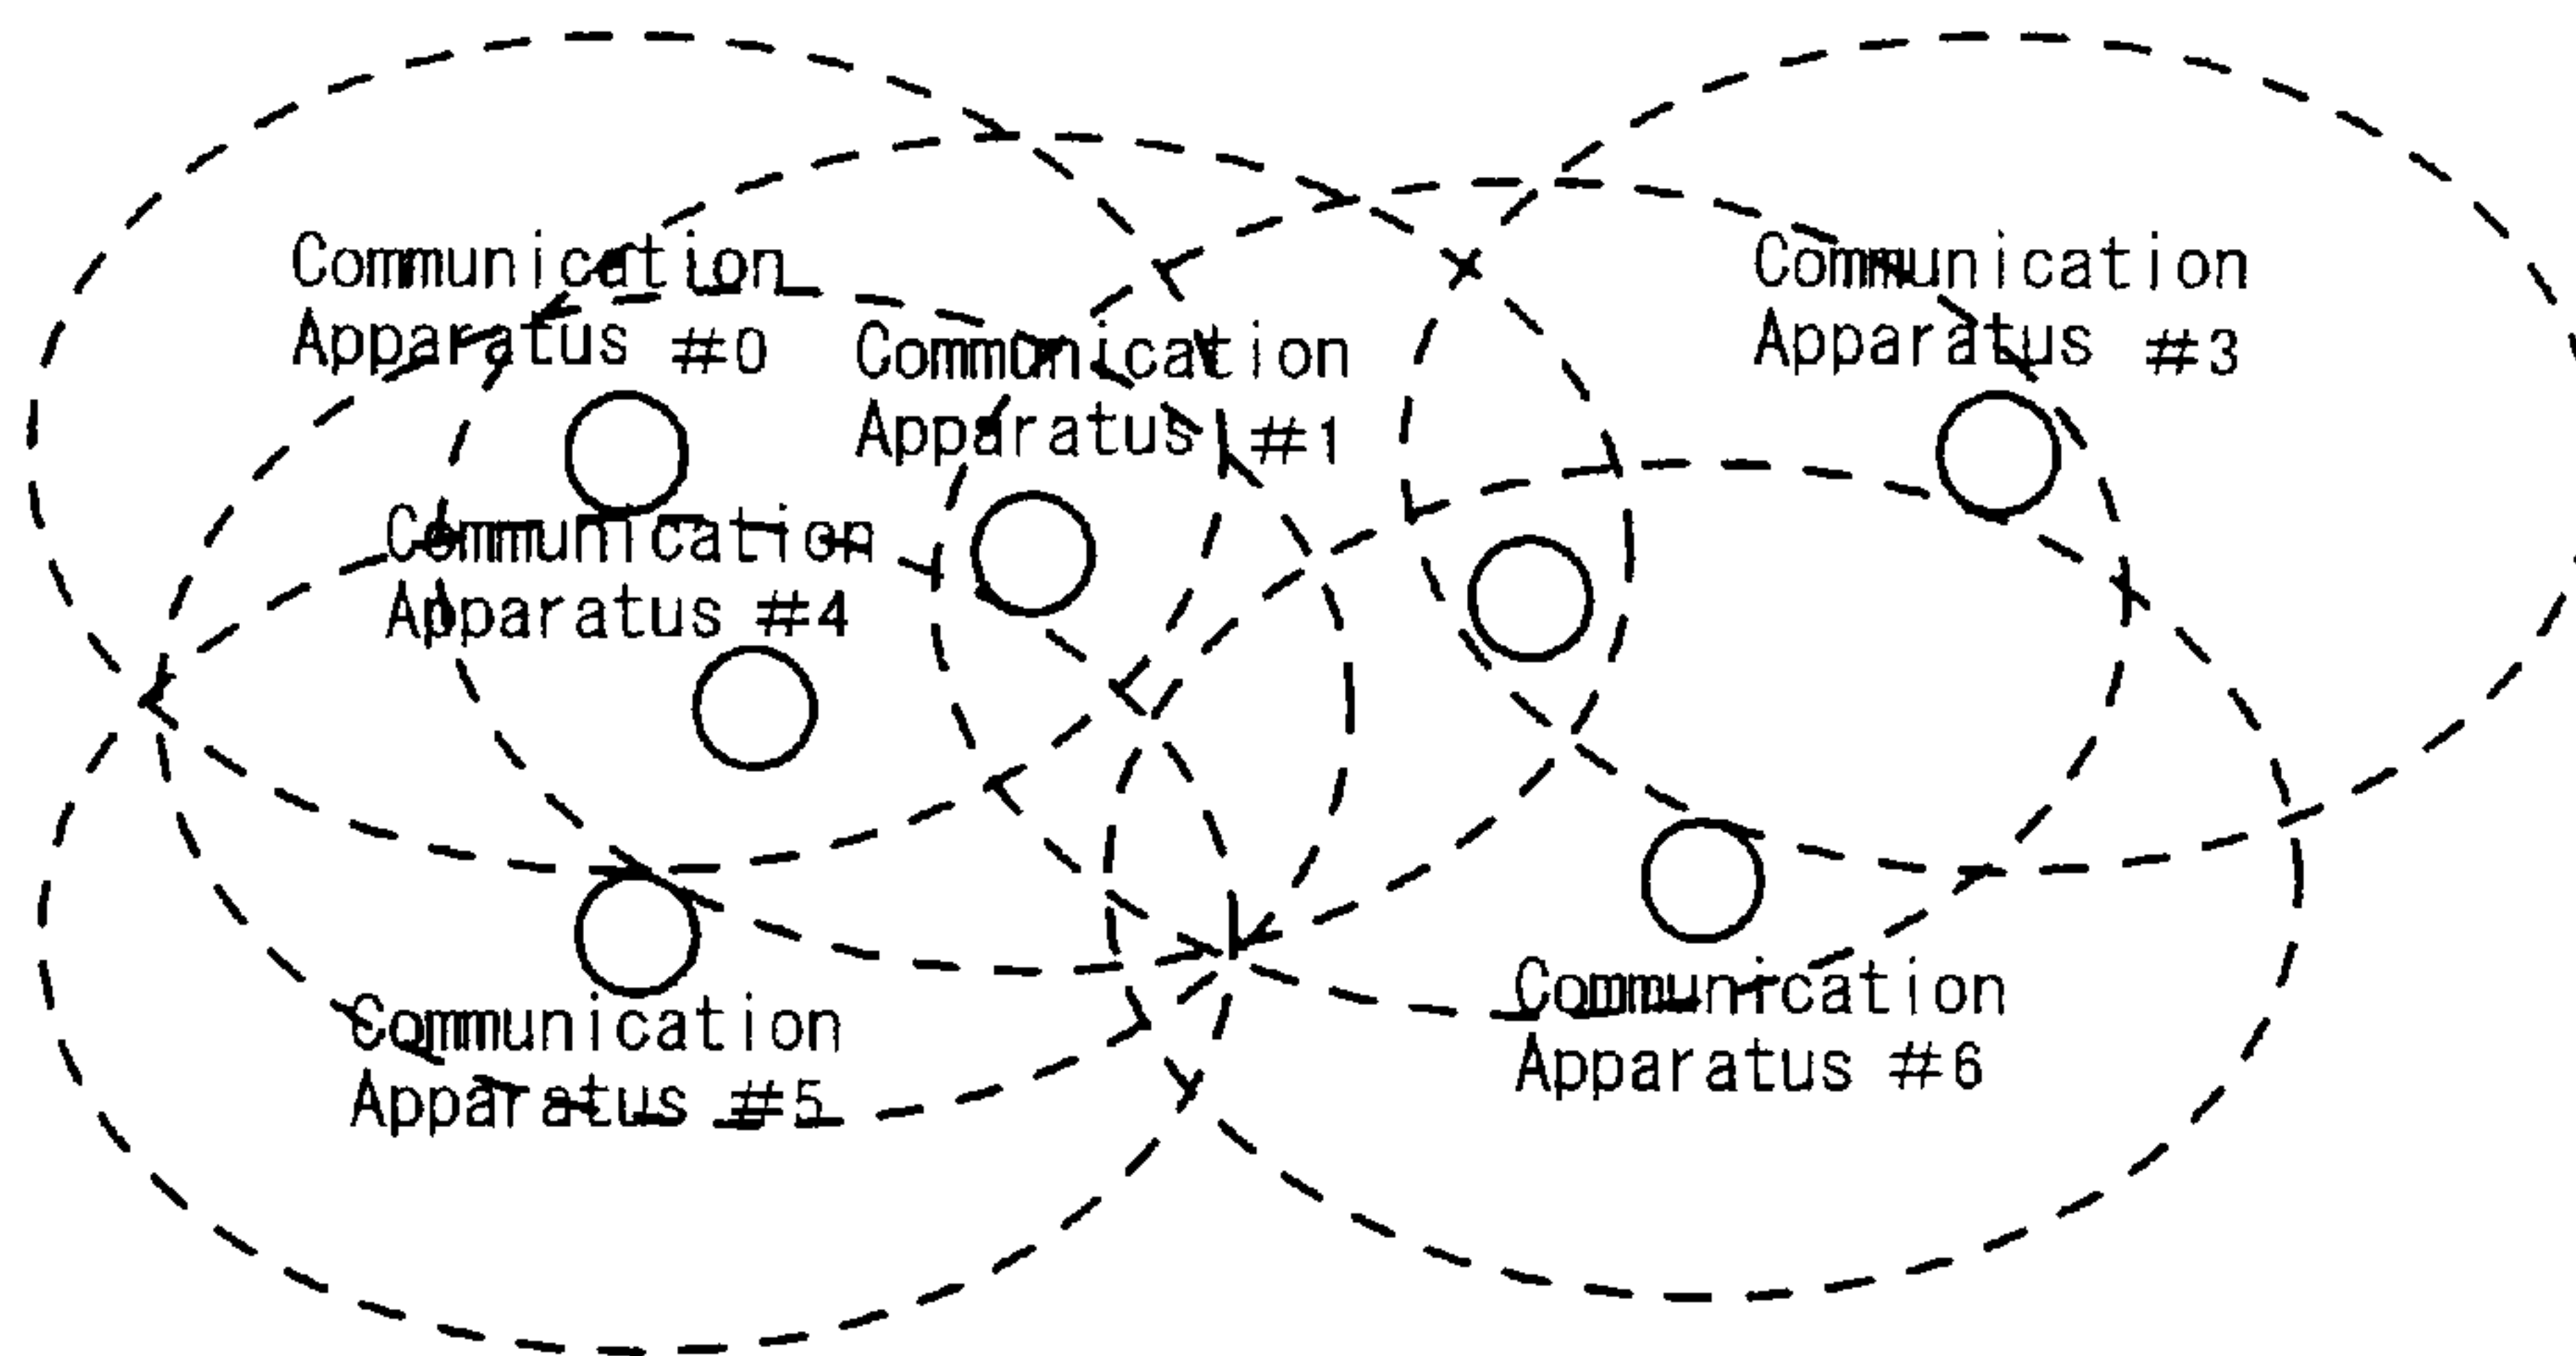 Communication
Apparatus #0
Communication
Apparatus #1
Communication
Apparatus #3
Communication
Apparatus #4
Communication
Apparatus #5
Communication
Apparatus #6